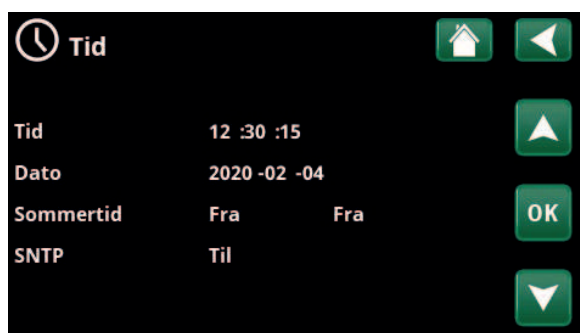 Tid
Tid 12 :30 :15
Dato 2020 -02 -04
Sommertid Fra Fra
OK
SNTP Til